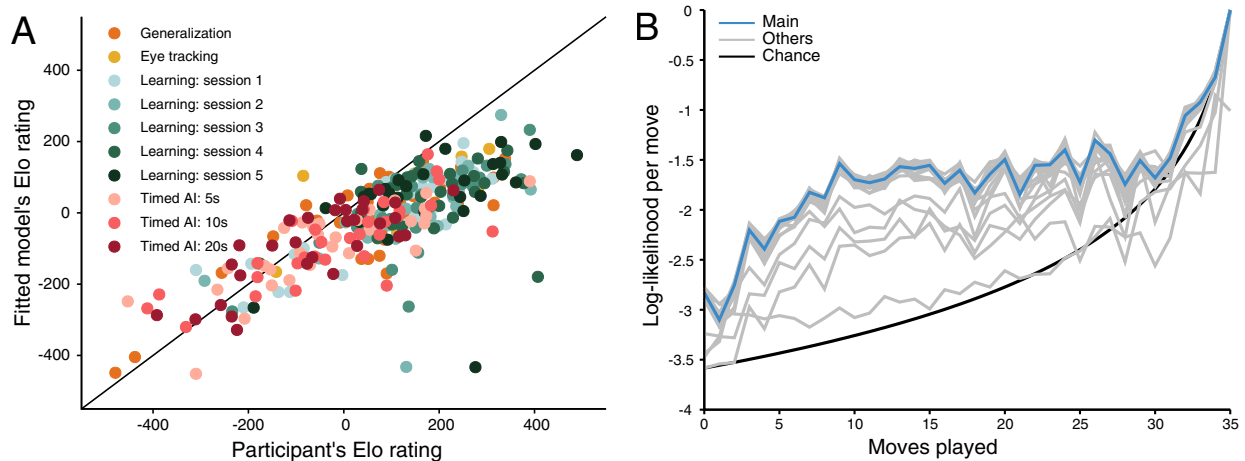 A
Generalization
Eye tracking
Learning: session 1
Learning: session 2
Learning: session 3
Learning: session 4
Learning: session 5
Timed AI: 5s
Timed AI: 10s
Timed AI: 20s
Fitted model's Elo rating
400
200
0
-200
-400
-400
-200
0
200
400
Participant's Elo rating
B
Main
Others
Chance
Log-likelihood per move
0
-0.5
-1
-1.5
-2
-2.5
-3
-3.5
-4
0
5
10
15
20
25
30
35
Moves played